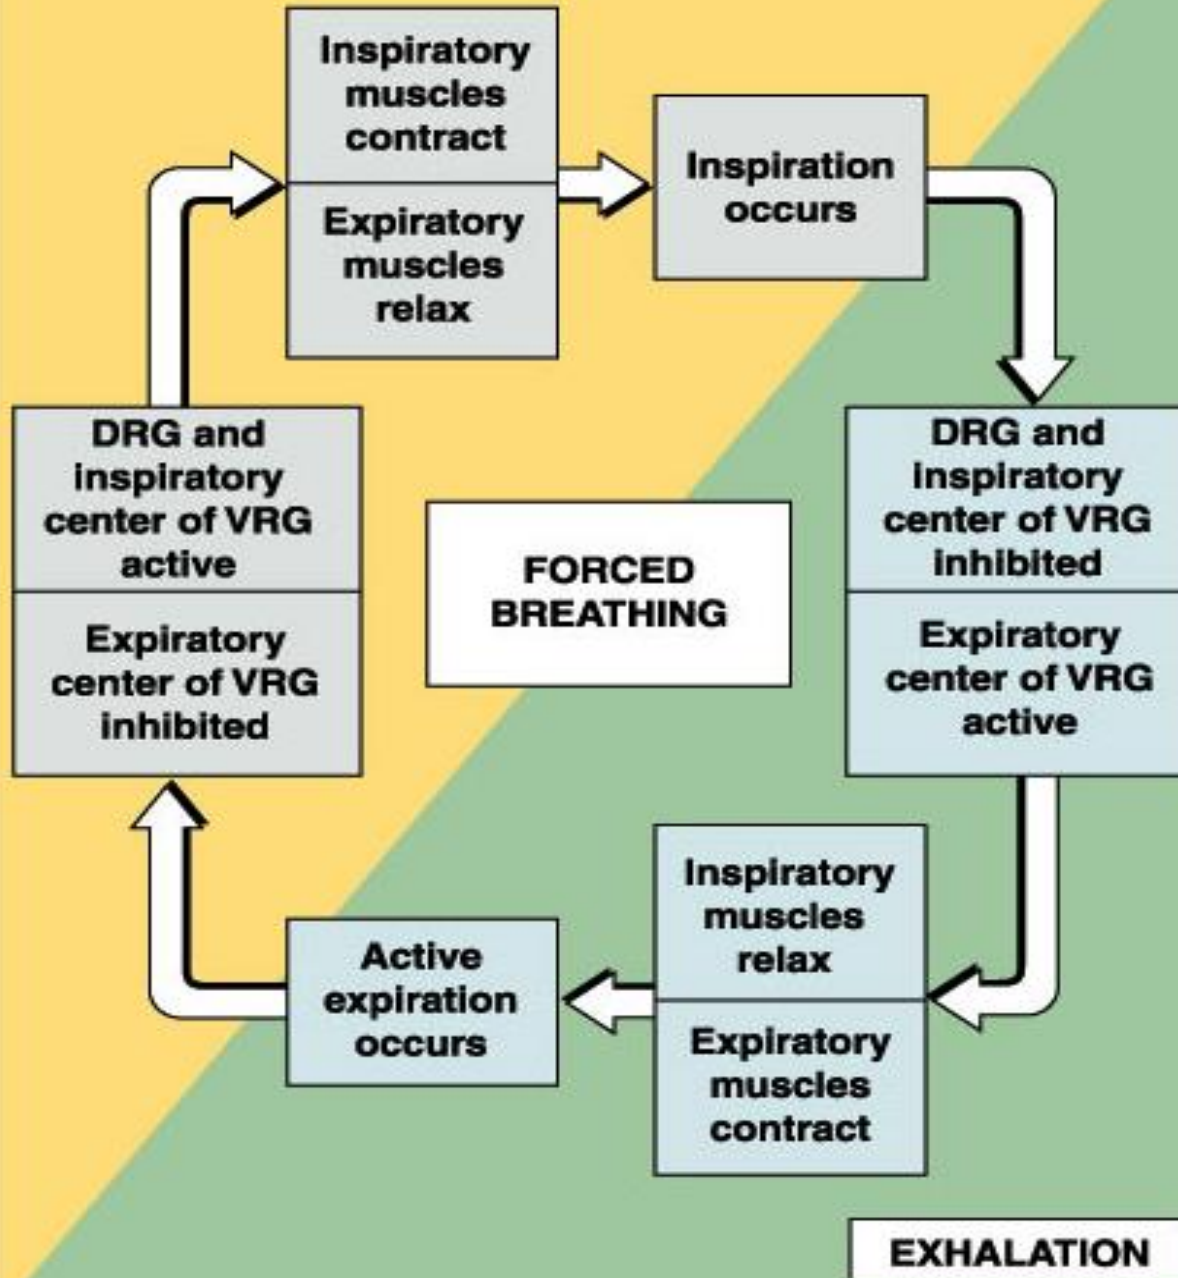 Inspiratory
muscles
contract
Expiratory
muscles
relax
Inspiration
occurs
DRG and
inspiratory
center of VRG
active
Expiratory
center of VRG
inhibited
FORCED
BREATHING
DRG and
inspiratory
center of VRG
inhibited
Expiratory
center of VRG
active
Active
expiration
occurs
Inspiratory
muscles
relax
Expiratory
muscles
contract
EXHALATION